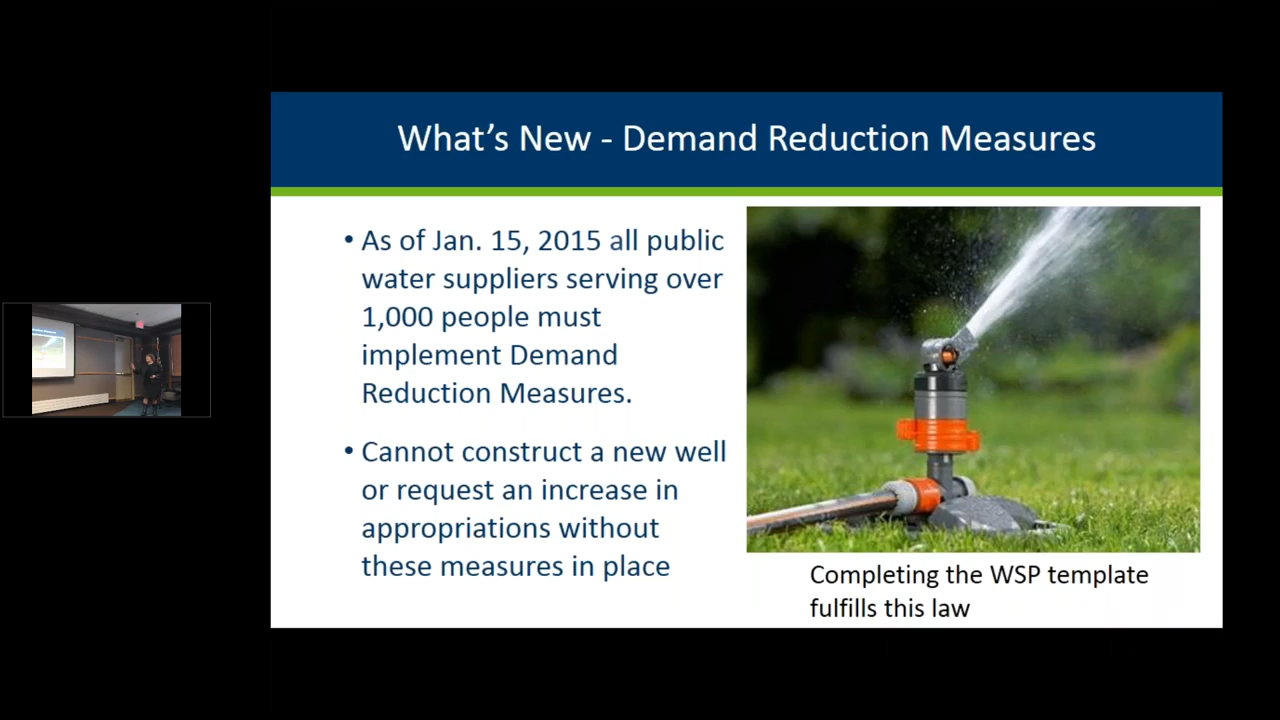 What's New - Demand Reduction Measures
• As of Jan. 15, 2015 all public
water suppliers serving over
1,000 people must
implement Demand
Reduction Measures.
• Cannot construct a new well
or request an increase in
appropriations without
these measures in place
Completing the WSP template
fulfills this law